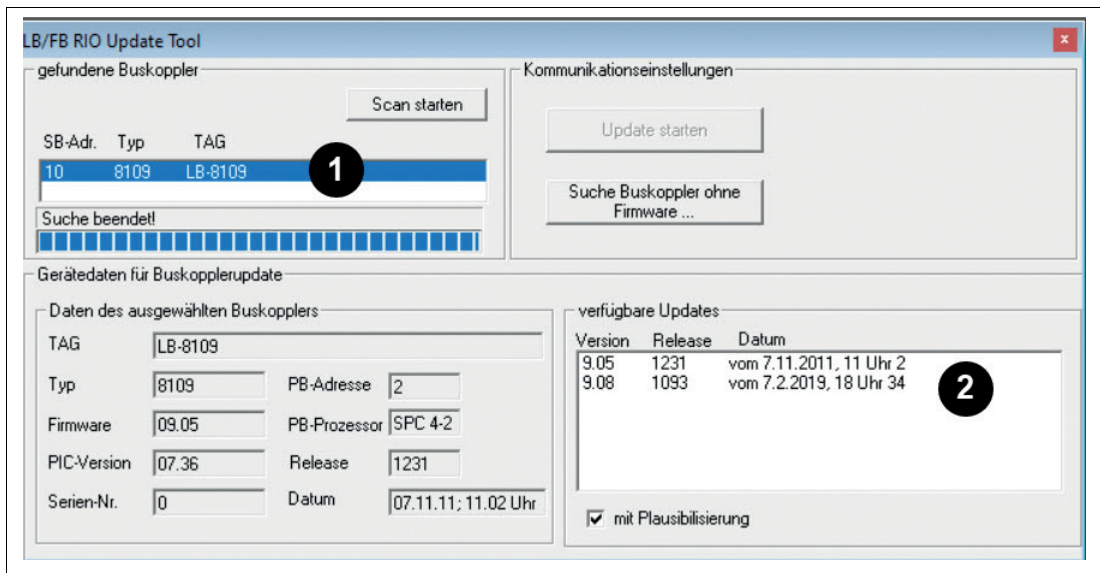 LB/FB RIO Update Tool
x
gefundene Buskoppler
Scan starten
SB-Adr. Typ TAG
10 8109 LB-8109
1
Suche beendet!
Kommunikationseinstellungen
Update starten
Suche Buskoppler ohne
Firmware ...
Gerätedaten für Buskopplerupdate
Daten des ausgewählten Buskopplers
TAG LB-8109
Typ 8109 PB-Adresse 2
Firmware 09.05 PB-Prozessor SPC 4-2
PIC-Version 07.36 Release 1231
Serien-Nr. 0 Datum 07.11.11; 11.02 Uhr
verfügbare Updates
Version Release Datum
9.05 1231 vom 7.11.2011, 11 Uhr 2
9.08 1093 vom 7.2.2019, 18 Uhr 34
2
mit Plausibilisierung